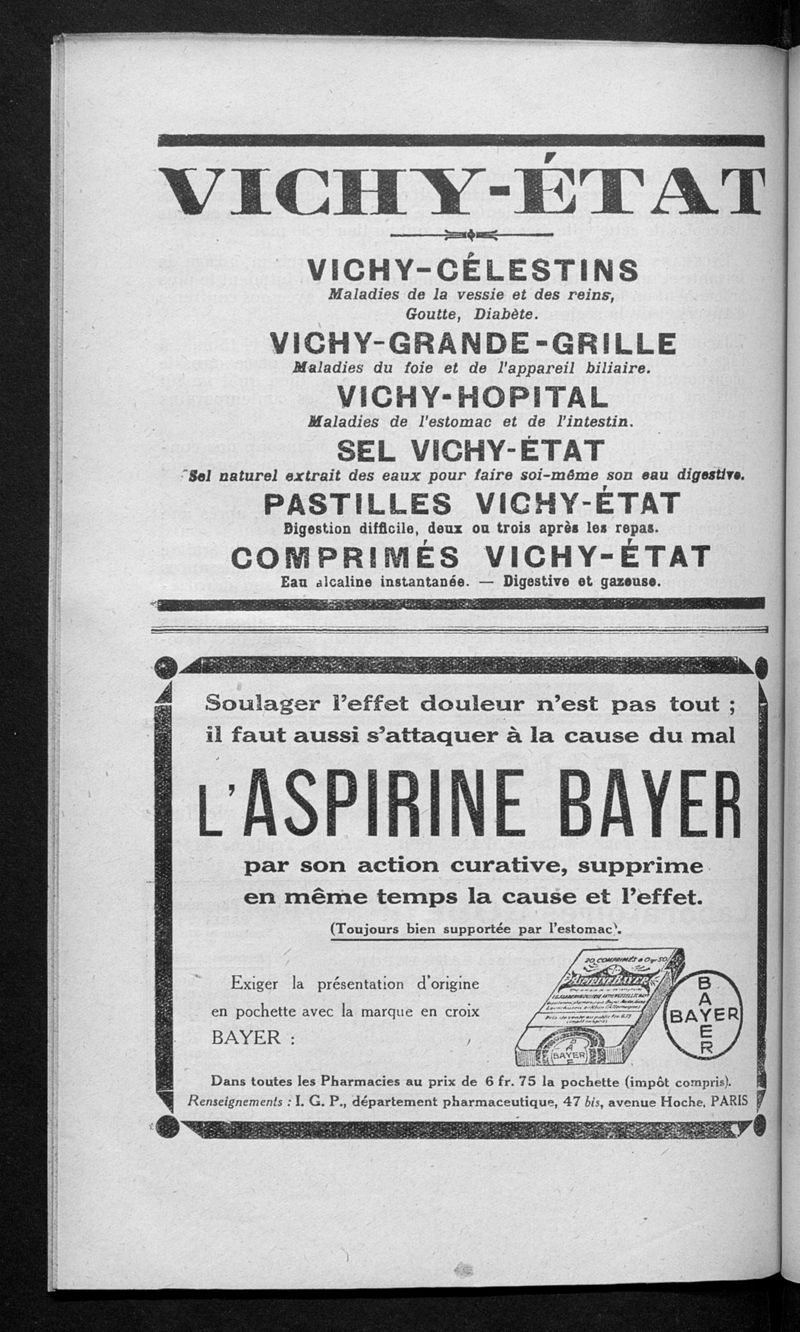 VICHY-ÉTAT
VICHY-CÉLESTINS
Maladies de la vessie et des reins,
Goutte, Diabète.
VICHY-GRANDE-GRILLE
Maladies du foie et de l'appareil biliaire.
VICHY-HOPITAL
Maladies de l'estomac et de l'intestin.
SEL VICHY-ÉTAT
Sel naturel extrait des eaux pour faire soi-même son eau digestive.
PASTILLES VICHY-ÉTAT
Digestion difficile, deux ou trois après les repas.
COMPRIMÉS VICHY-ÉTAT
Eau alcaline instantanée. — Digestive et gazeuse.
Soulager l'effet douleur n'est pas tout ;
il faut aussi s'attaquer à la cause du mal
L'ASPIRINE BAYER
par son action curative, supprime
en même temps la cause et l'effet.
(Toujours bien supportée par l'estomac).
Exiger la présentation d'origine
en pochette avec la marque en croix
BAYER :
20 COMPRIMÉS à 0gr50
ASPIRINE BAYER
BAYER
BAYER
BAYER
Dans toutes les Pharmacies au prix de 6 fr. 75 la pochette (impôt compris).
Renseignements : I. G. P., département pharmaceutique, 47 bis, avenue Hoche, PARIS